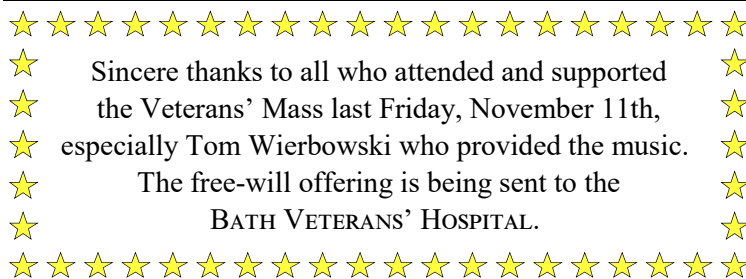 Sincere thanks to all who attended and supported
the Veterans’ Mass last Friday, November 11th,
especially Tom Wierbowski who provided the music.
The free-will offering is being sent to the
BATH VETERANS’ HOSPITAL.